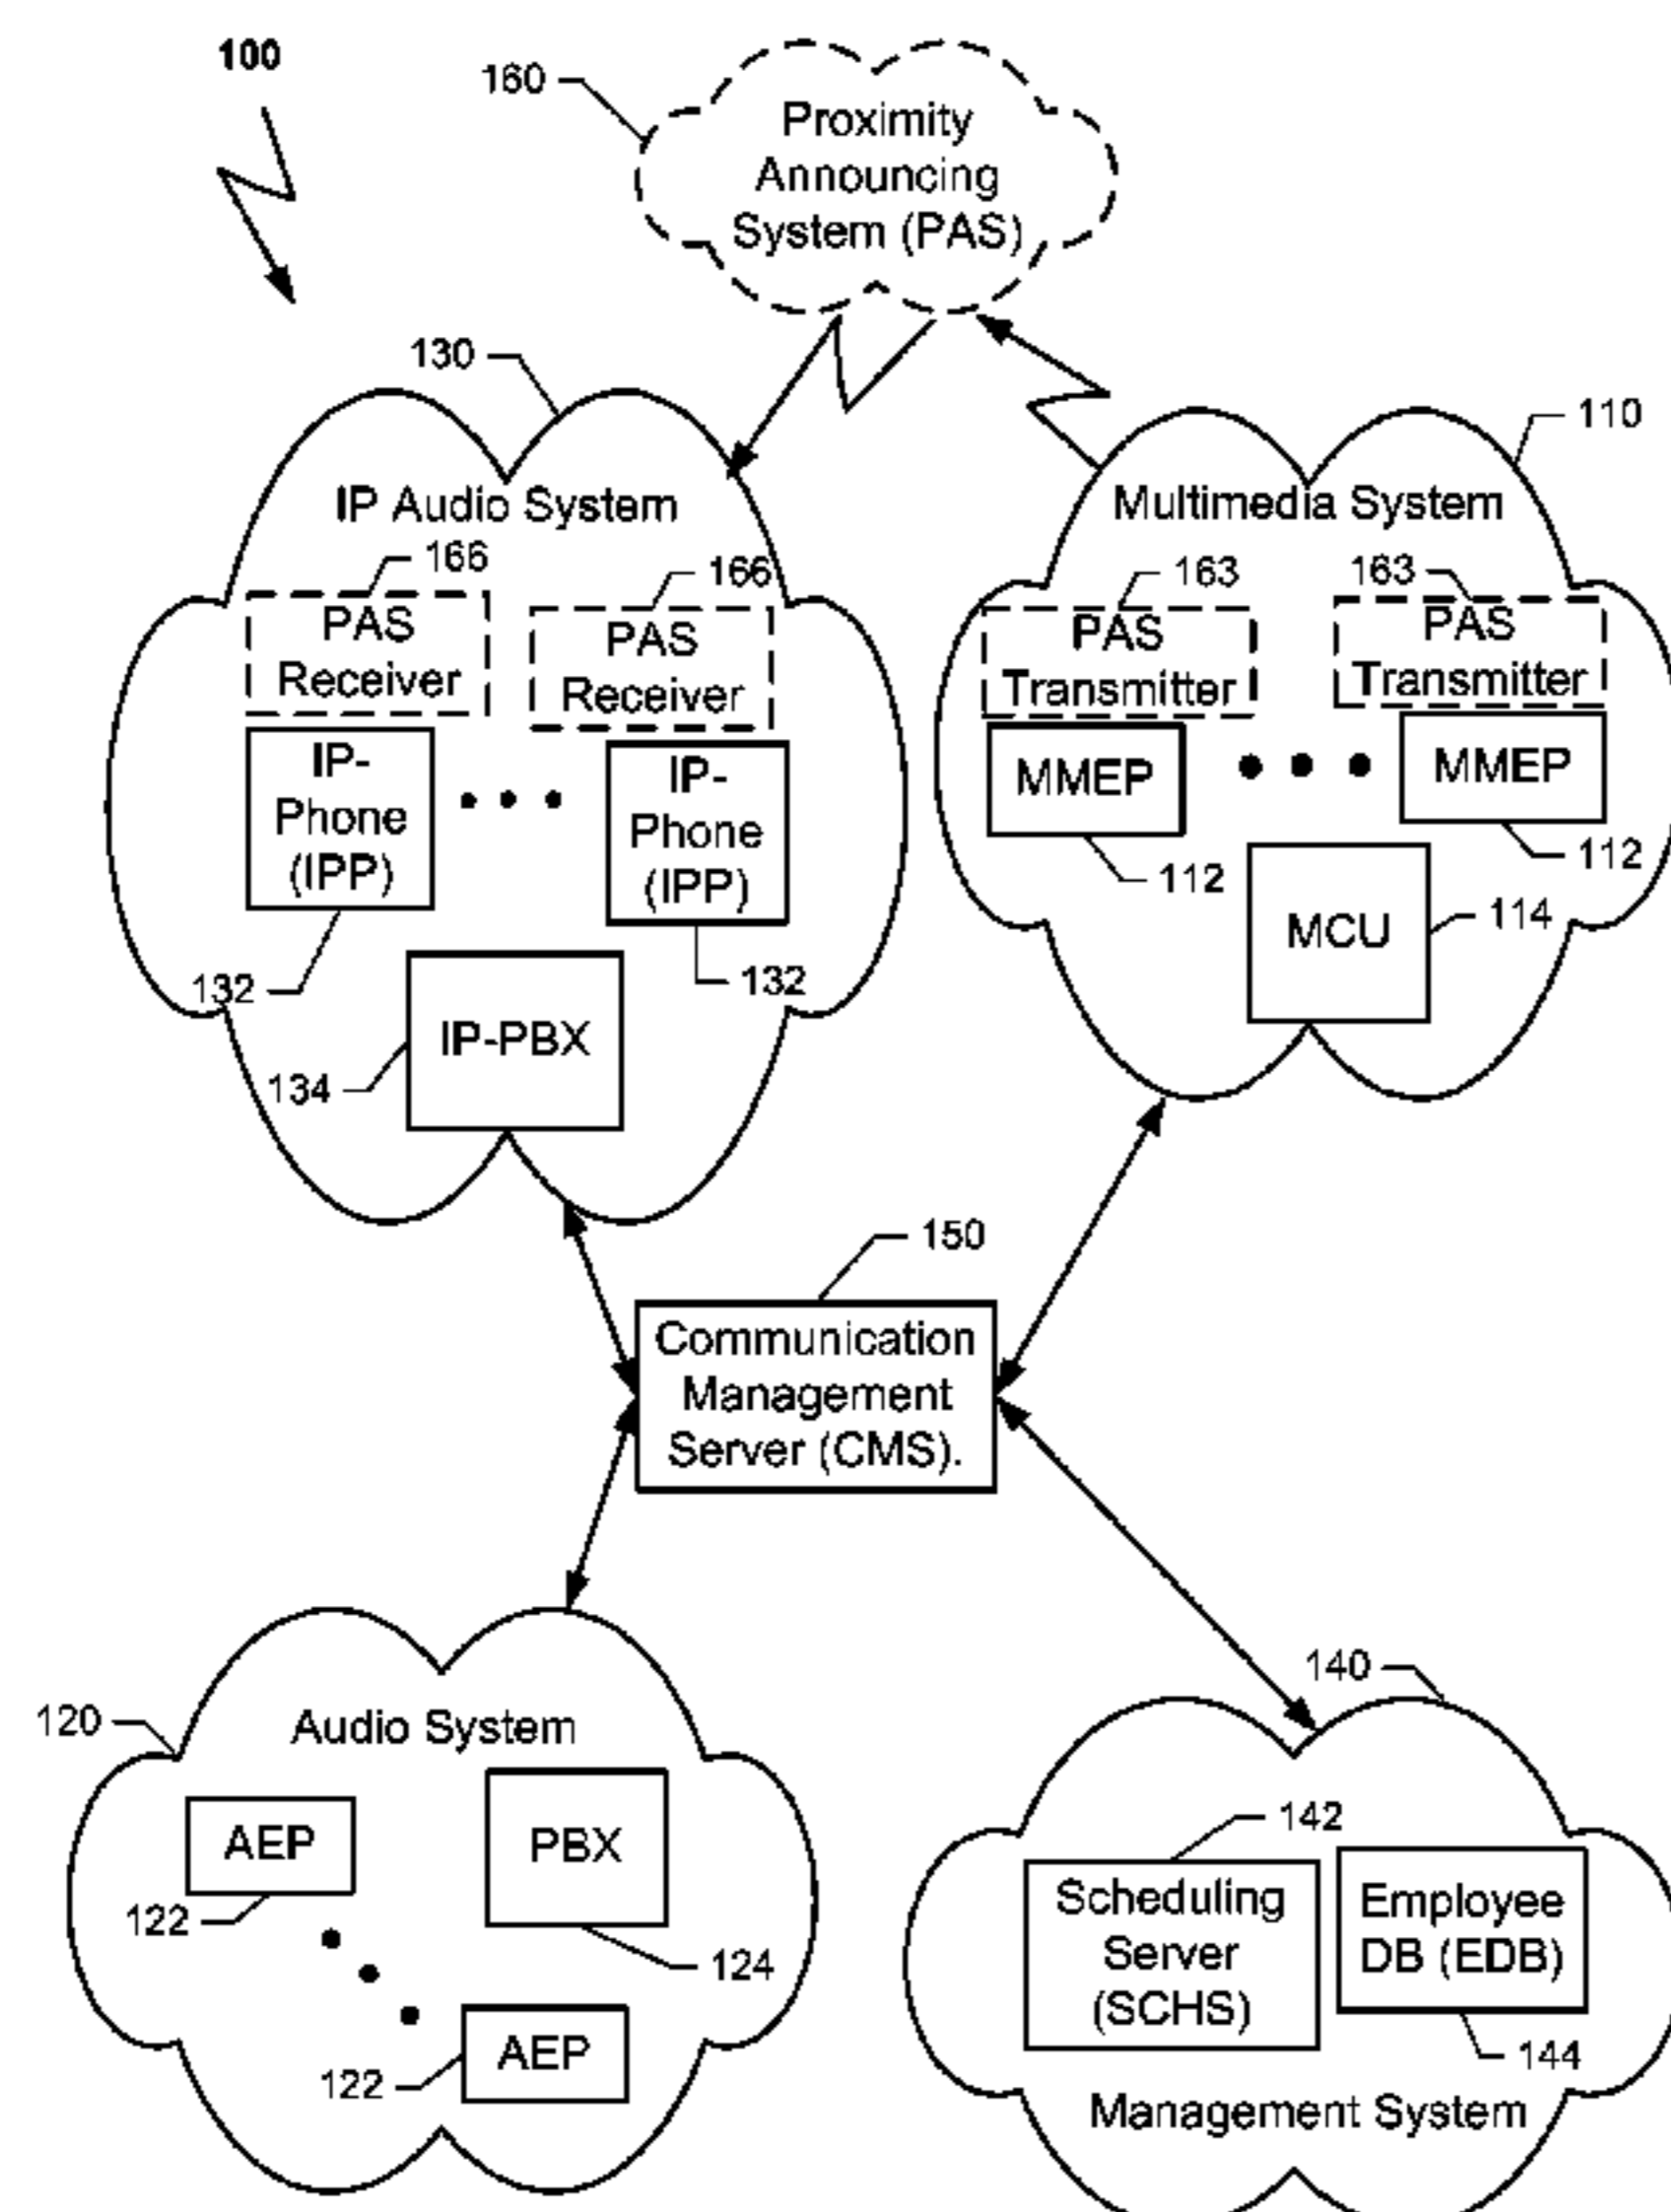 100
160
Proximity
Announcing
System (PAS)
130
110
IP Audio System
Multimedia System
166
166
163
163
PAS
Receiver
PAS
Receiver
PAS
Transmitter
PAS
Transmitter
IP-
Phone
(IPP)
IP-
Phone
(IPP)
MMEP
MMEP
112
112
MCU
114
132
132
IP-PBX
134
150
Communication
Management
Server (CMS).
120
Audio System
140
AEP
122
PBX
124
AEP
122
142
Scheduling
Server
(SCHS)
Employee
DB (EDB)
144
Management System